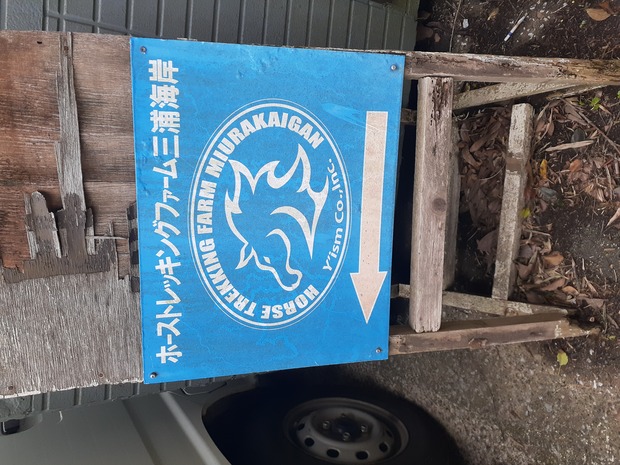 ホーストレッキングファーム三浦海岸
HORSE TREKKING FARM MIURAKAIGAN
Y'ism Co.,Inc.